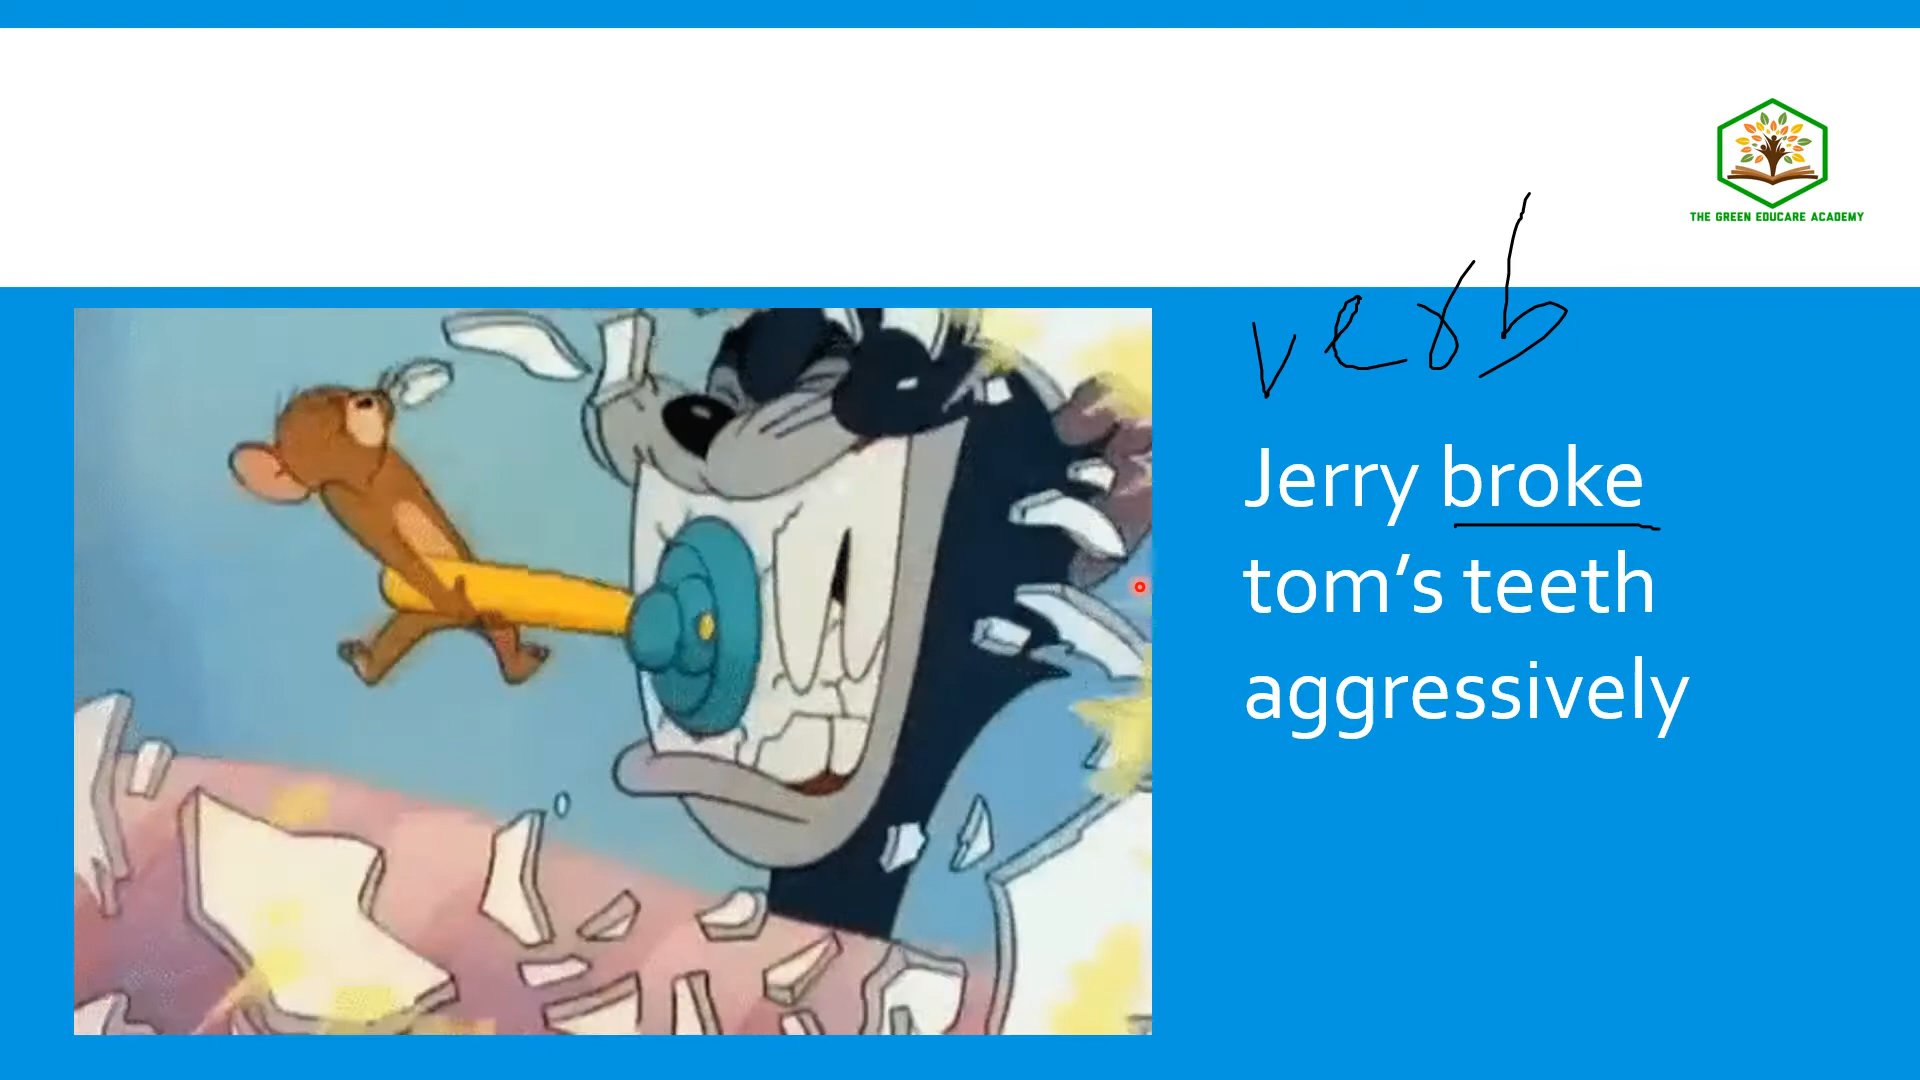 THE GREEN EDUCARE ACADEMY
verb
Jerry broke
tom’s teeth
aggressively